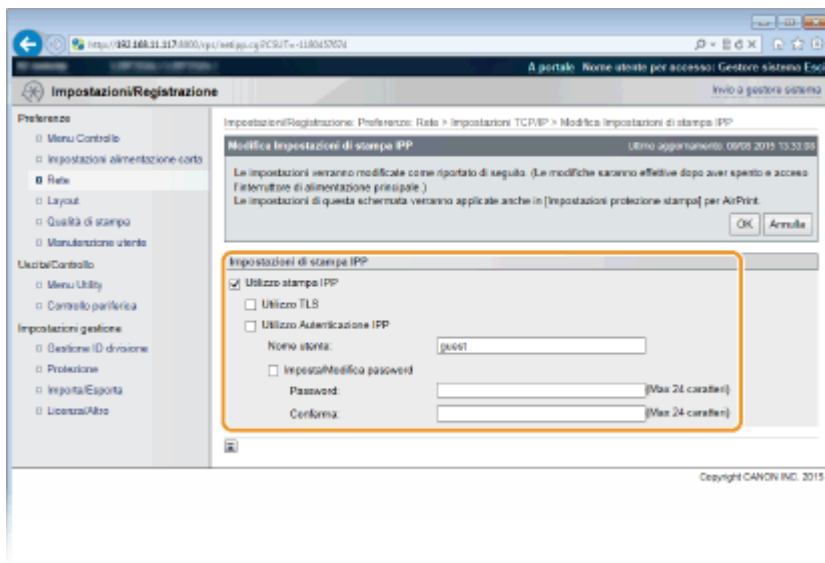 A portale Nome utente per accesso: Gestore sistema Esci
Impostazioni/Registrazione
Invio a gestore sistema
Preferenze
Menu Controllo
Impostazioni alimentazione carta
Rete
Layout
Qualità di stampa
Manutenzione utente
Uscita/Controllo
Menu Utility
Controllo periferica
Impostazioni gestione
Gestione ID divisione
Protezione
Importa/Esporta
Licenza/Altro
Impostazioni/Registrazione: Preferenze: Rete > Impostazioni TCP/IP > Modifica Impostazioni di stampa IPP
Modifica Impostazioni di stampa IPP
Ultimo aggiornamento:
Le impostazioni verranno modificate come riportato di seguito. (Le modifiche saranno effettive dopo aver spento e acceso
l'interruttore di alimentazione principale.)
Le impostazioni di questa schermata verranno applicate anche in [Impostazioni protezione stampa] per AirPrint.
OK Annulla
Impostazioni di stampa IPP
Utilizzo stampa IPP
Utilizzo TLS
Utilizzo Autenticazione IPP
Nome utente: guest
Imposta/Modifica password
Password: (Max 24 caratteri)
Conferma: (Max 24 caratteri)
Copyright CANON INC. 2015